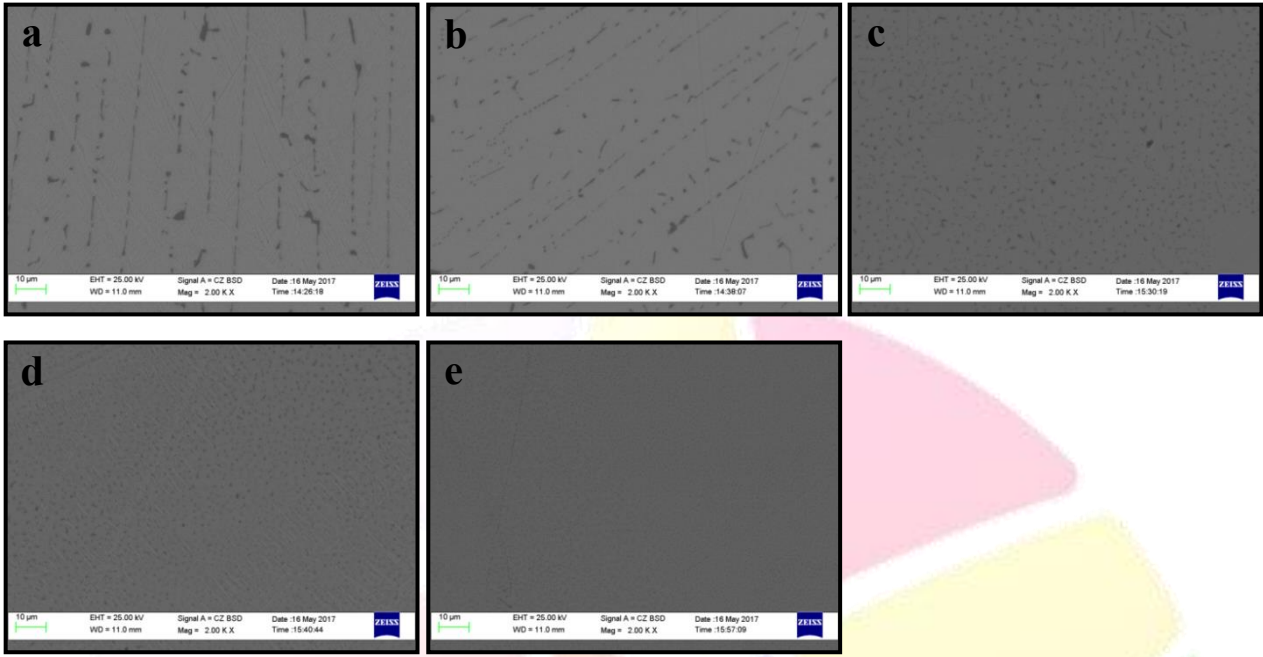 a
10 µm EHT = 25.00 kV Signal A = CZ BSD Date :16 May 2017 ZEISS
WD = 11.0 mm Mag = 2.00 K X Time :14:26:18
b
10 µm EHT = 25.00 kV Signal A = CZ BSD Date :16 May 2017 ZEISS
WD = 11.0 mm Mag = 2.00 K X Time :14:38:07
c
10 µm EHT = 25.00 kV Signal A = CZ BSD Date :16 May 2017 ZEISS
WD = 11.0 mm Mag = 2.00 K X Time :15:30:19
d
10 µm EHT = 25.00 kV Signal A = CZ BSD Date :16 May 2017 ZEISS
WD = 11.0 mm Mag = 2.00 K X Time :15:40:44
e
10 µm EHT = 25.00 kV Signal A = CZ BSD Date :16 May 2017 ZEISS
WD = 11.0 mm Mag = 2.00 K X Time :15:57:09